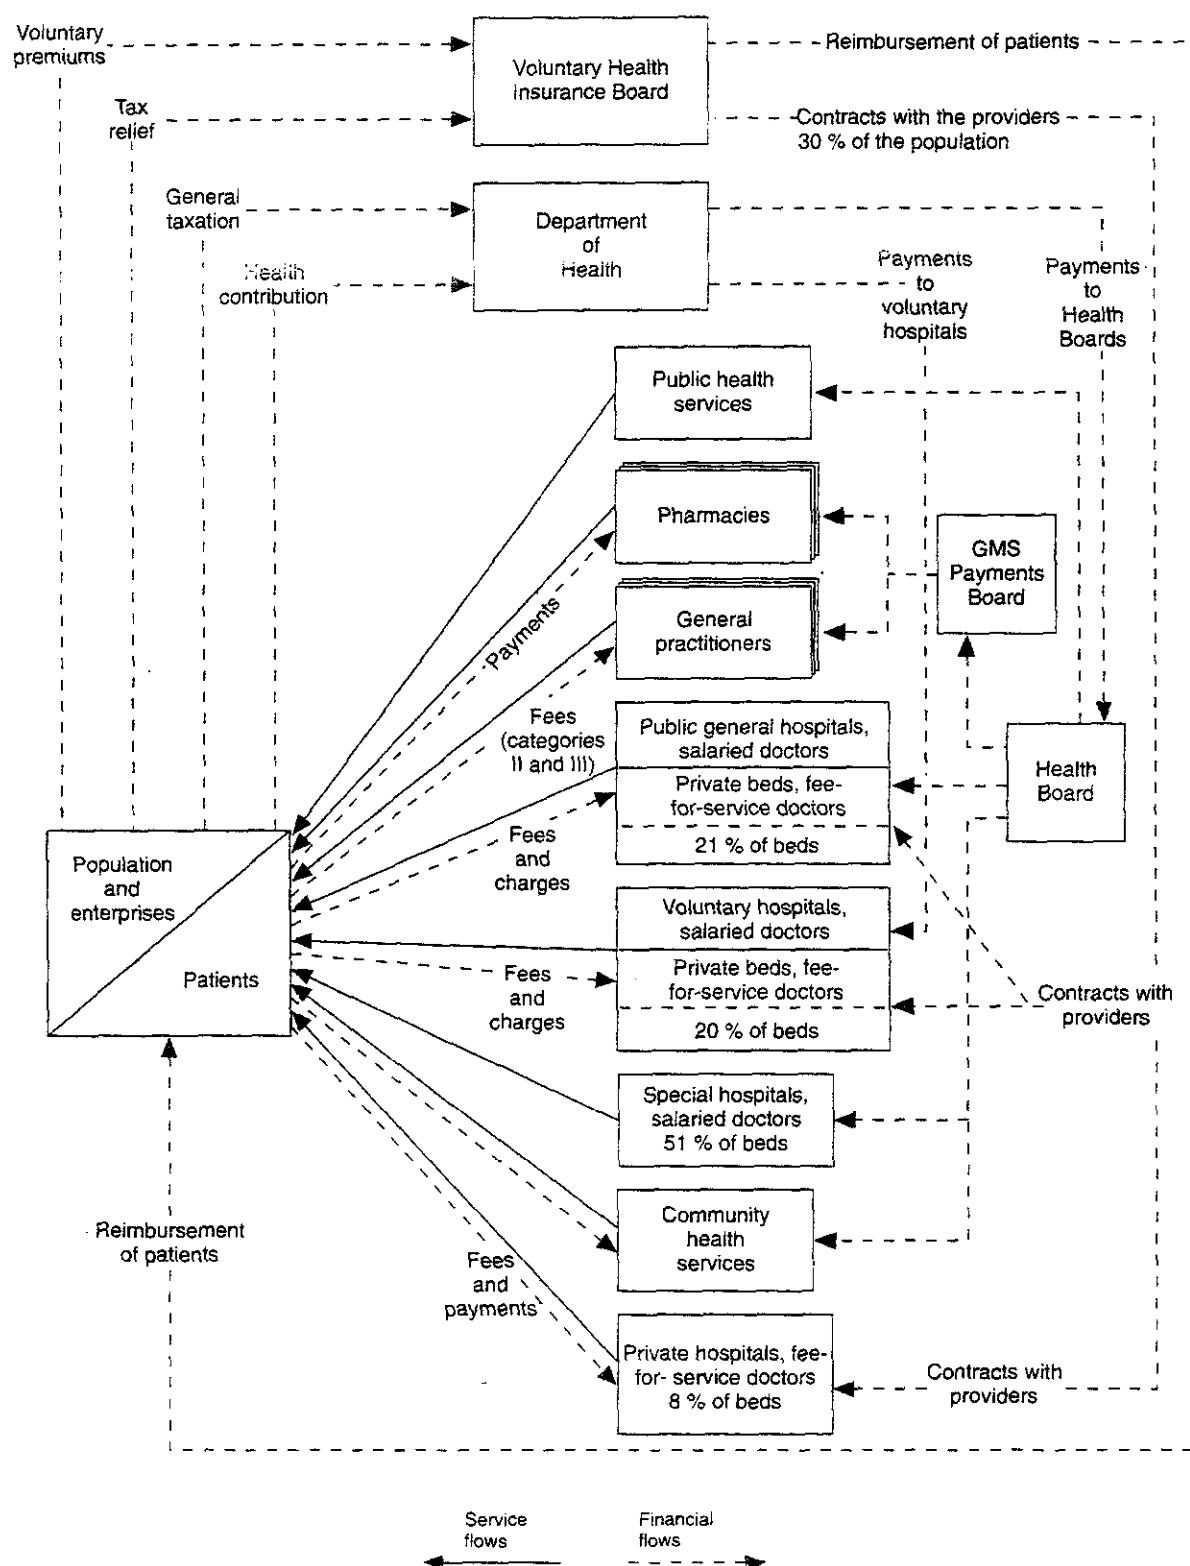 Voluntary
premiums
Voluntary Health
Insurance Board
Reimbursement of patients
Tax
relief
Contracts with the providers
30 % of the population
General
taxation
Department
of
Health
Health
contribution
Payments
to
voluntary
hospitals
Payments
to
Health
Boards
Public health
services
Pharmacies
GMS
Payments
Board
General
practitioners
Payments
Fees
(categories
II and III)
Public general hospitals,
salaried doctors
Private beds, fee-
for-service doctors
21 % of beds
Health
Board
Fees
and
charges
Population
and
enterprises
Patients
Voluntary hospitals,
salaried doctors
Private beds, fee-
for-service doctors
20 % of beds
Fees
and
charges
Contracts with
providers
Special hospitals,
salaried doctors
51 % of beds
Reimbursement
of patients
Community
health
services
Fees
and
payments
Private hospitals, fee-
for- service doctors
8 % of beds
Contracts with
providers
Service
flows
Financial
flows